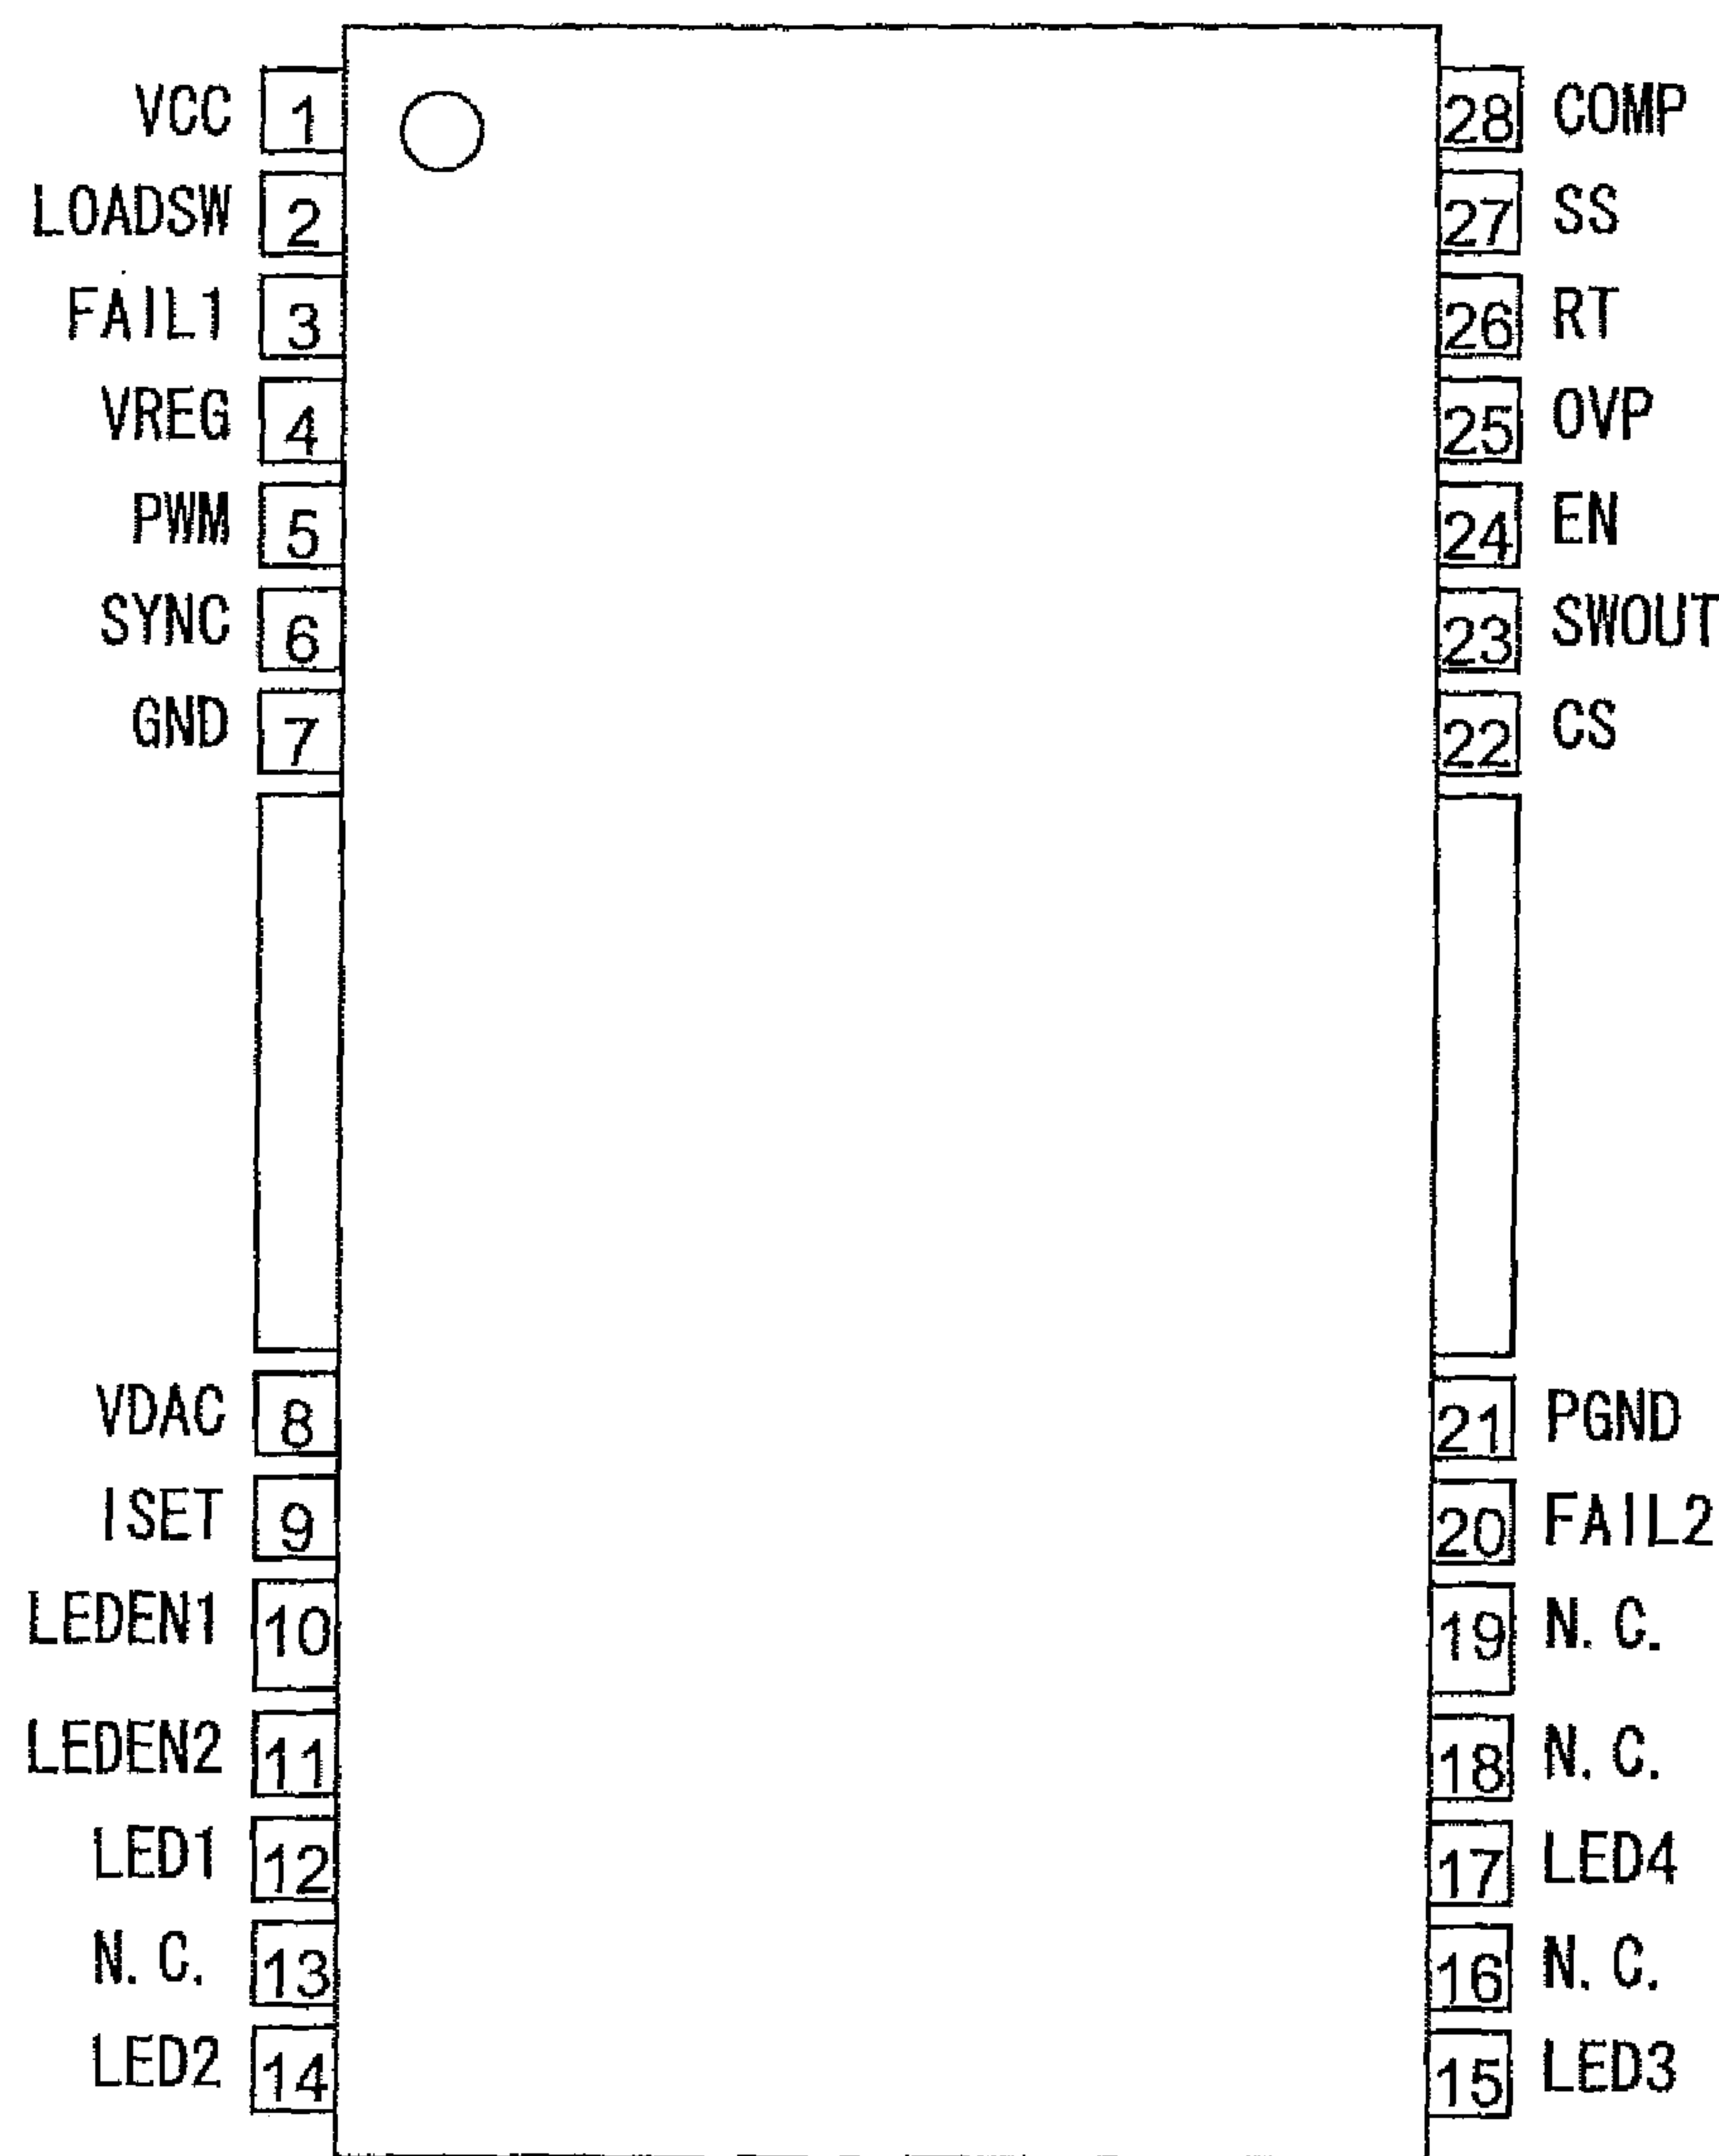 VCC 1 28 COMP
LOADSW 2 27 SS
FAIL1 3 26 RT
VREG 4 25 OVP
PWM 5 24 EN
SYNC 6 23 SWOUT
GND 7 22 CS
VDAC 8 21 PGND
ISET 9 20 FAIL2
LEDEN1 10 19 N.C.
LEDEN2 11 18 N.C.
LED1 12 17 LED4
N.C. 13 16 N.C.
LED2 14 15 LED3